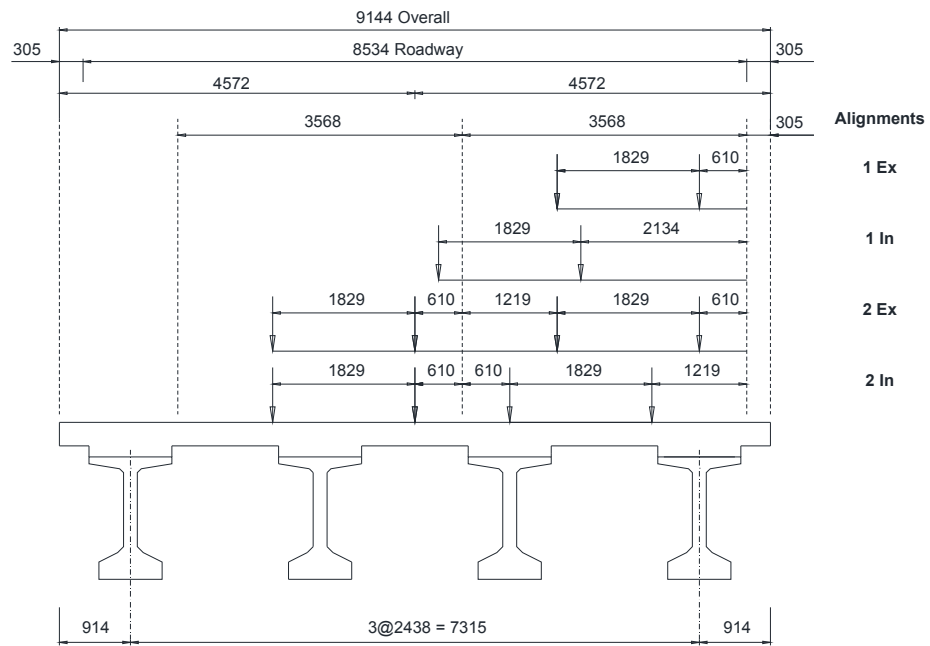 9144 Overall
305 8534 Roadway 305
4572 4572
3568 3568 305 Alignments
1829 610 1 Ex
1829 2134 1 In
1829 610 1219 1829 610 2 Ex
1829 610 610 1829 1219 2 In
914 3@2438 = 7315 914